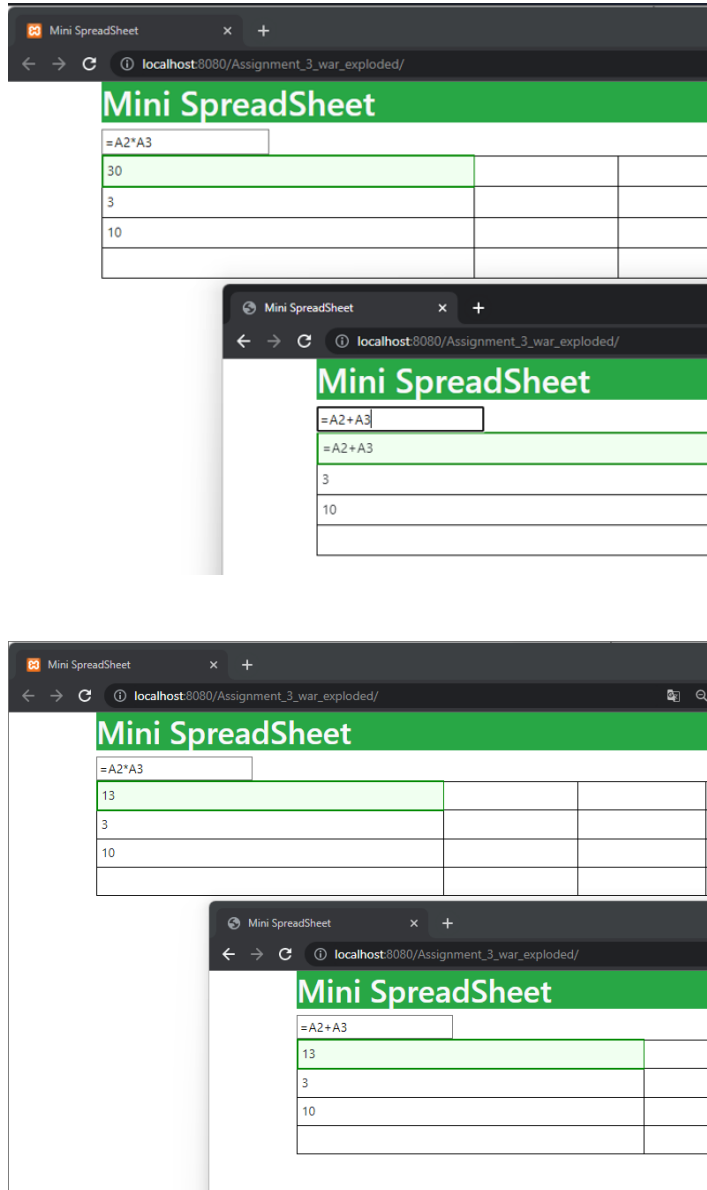 Mini SpreadSheet
localhost:8080/Assignment_3_war_exploded/
Mini SpreadSheet
=A2*A3
30
3
10
Mini SpreadSheet
localhost:8080/Assignment_3_war_exploded/
Mini SpreadSheet
=A2+A3
=A2+A3
3
10
Mini SpreadSheet
localhost:8080/Assignment_3_war_exploded/
Mini SpreadSheet
=A2*A3
13
3
10
Mini SpreadSheet
localhost:8080/Assignment_3_war_exploded/
Mini SpreadSheet
=A2+A3
13
3
10